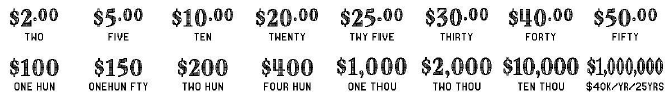 $2.00 $5.00 $10.00 $20.00 $25.00 $30.00 $40.00 $50.00
TWO FIVE TEN TWENTY TWY FIVE THIRTY FORTY FIFTY
$100 $150 $200 $400 $1,000 $2,000 $10,000 $1,000,000
ONE HUN ONEHUN FTY TWO HUN FOUR HUN ONE THOU TWO THOU TEN THOU $40K/YR/25YRS